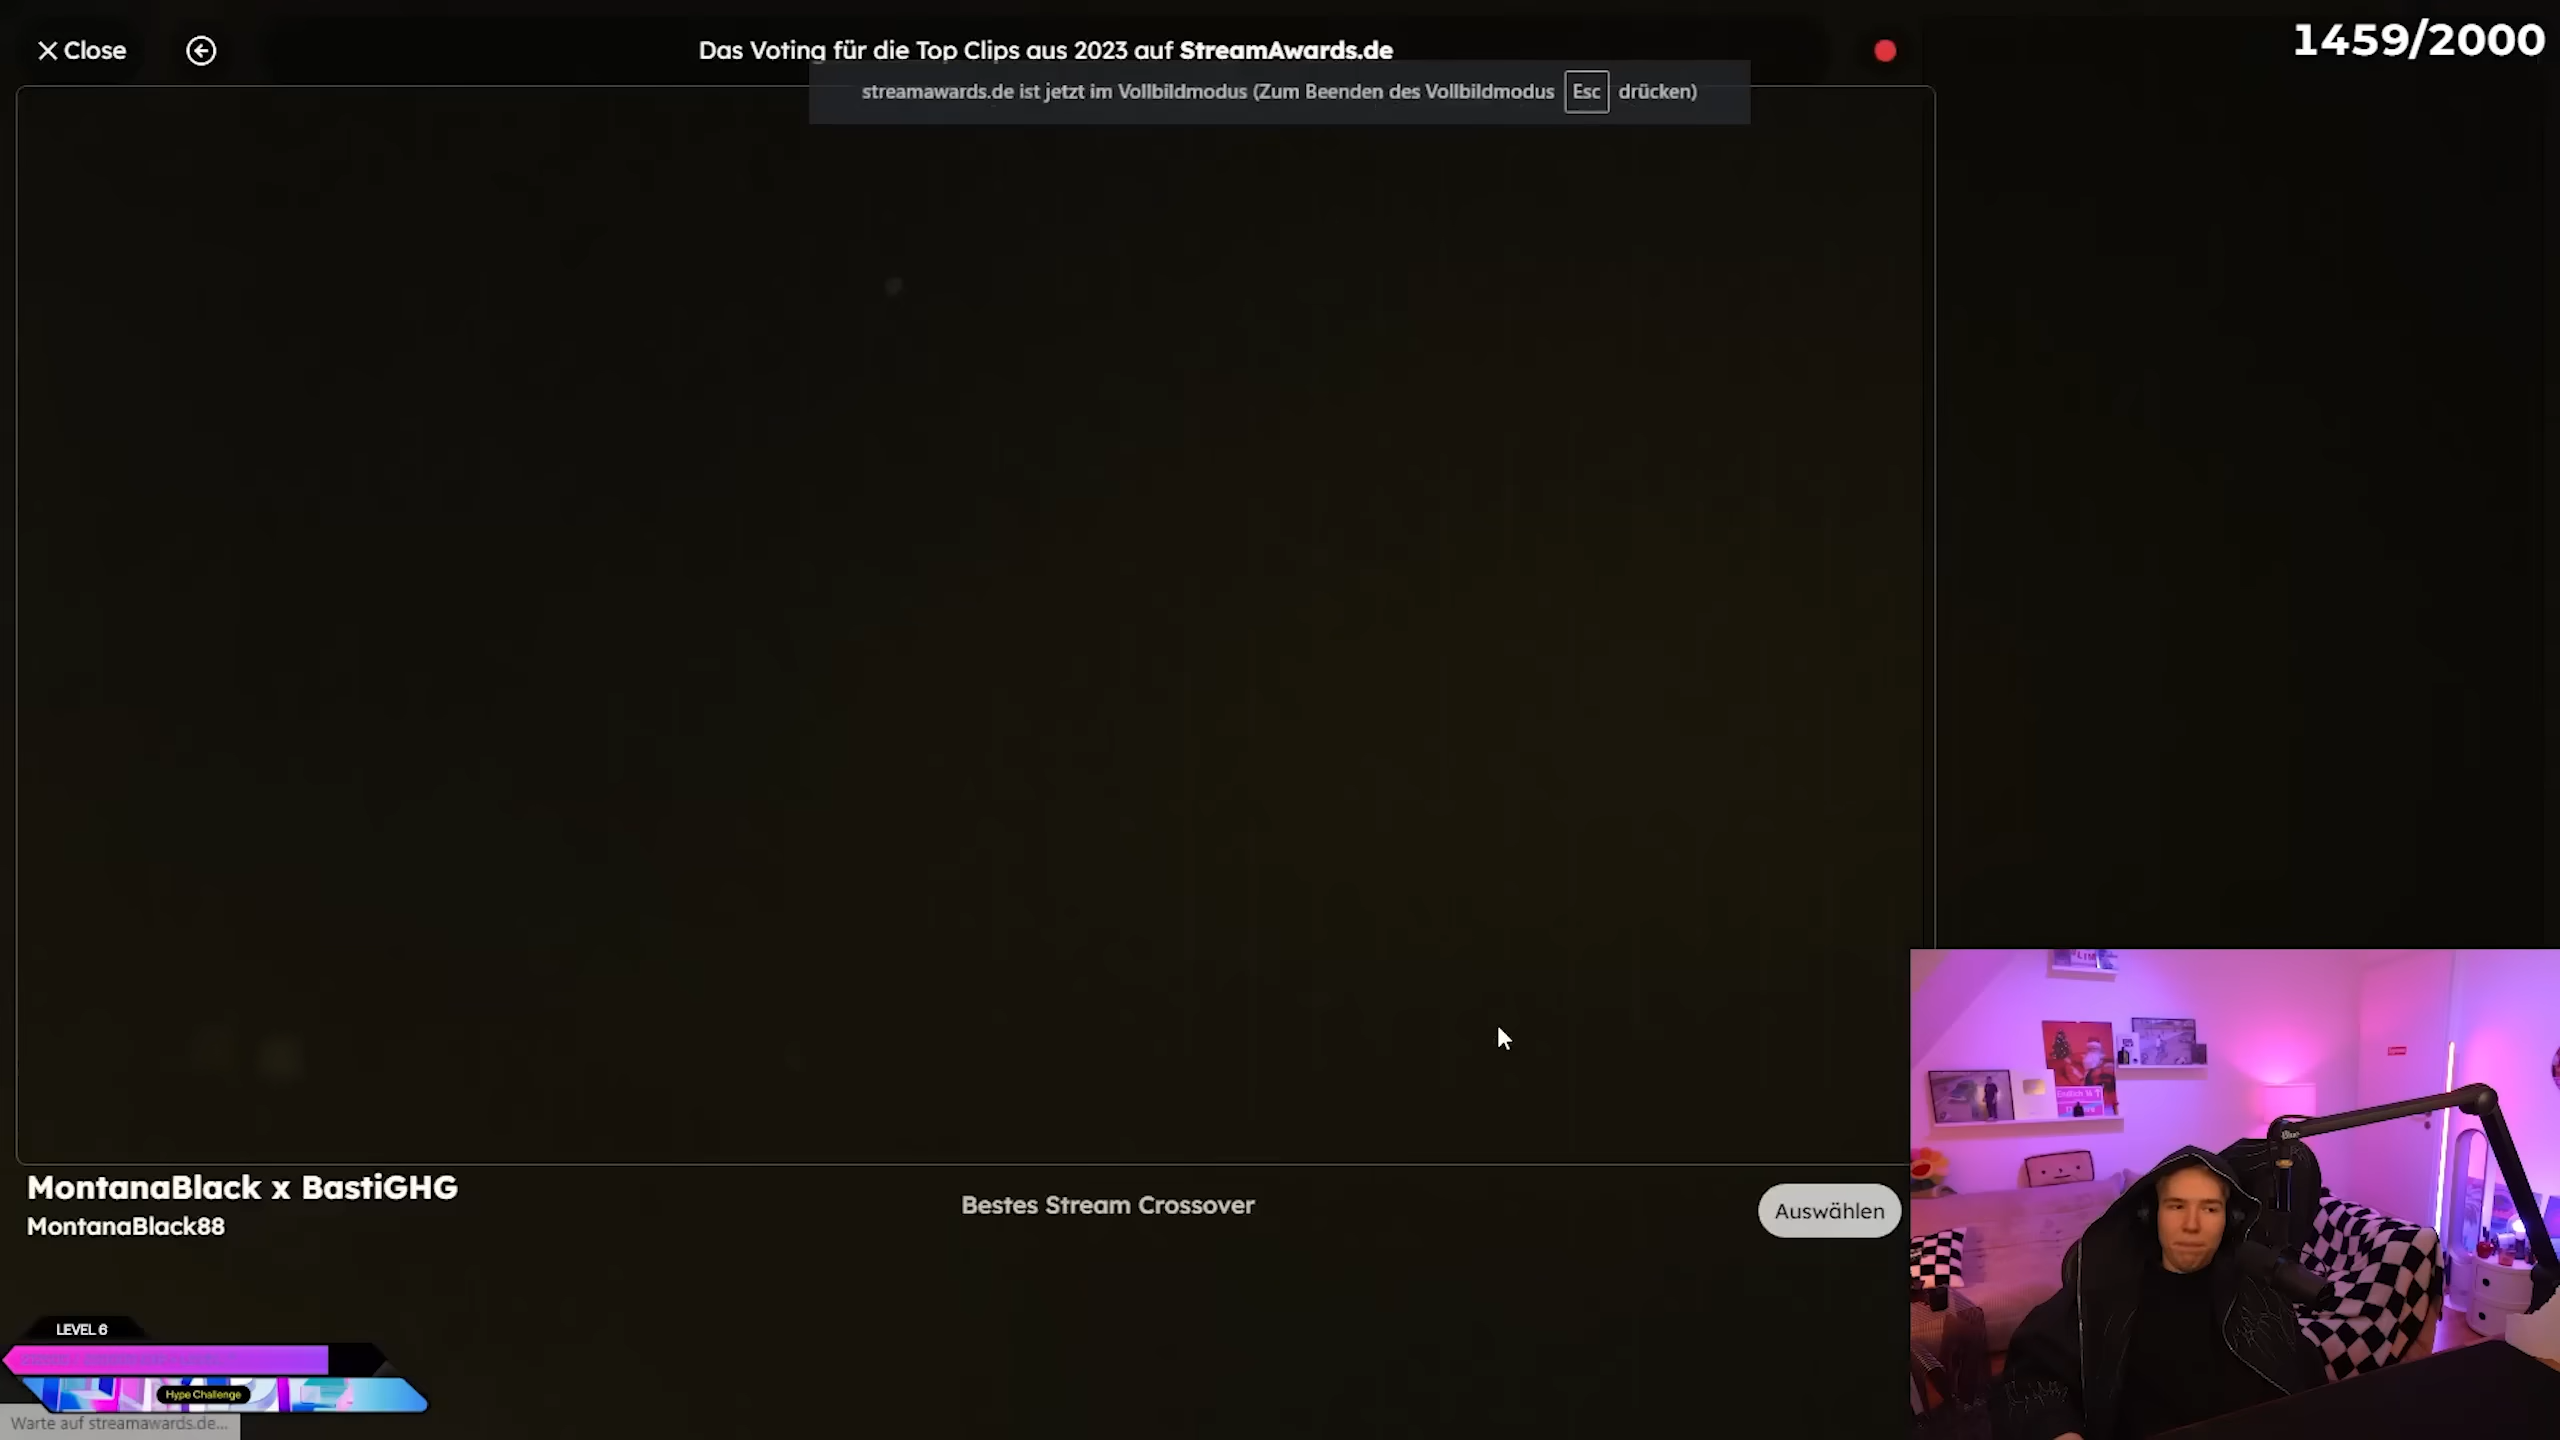 Close
Das Voting für die Top Clips aus 2023 auf StreamAwards.de
1459/2000
streamawards.de ist jetzt im Vollbildmodus (Zum Beenden des Vollbildmodus Esc drücken)
MontanaBlack x BastiGHG
MontanaBlack88
Bestes Stream Crossover
Auswählen
LEVEL 6
Hype Challenge
Warte auf streamawards.de...